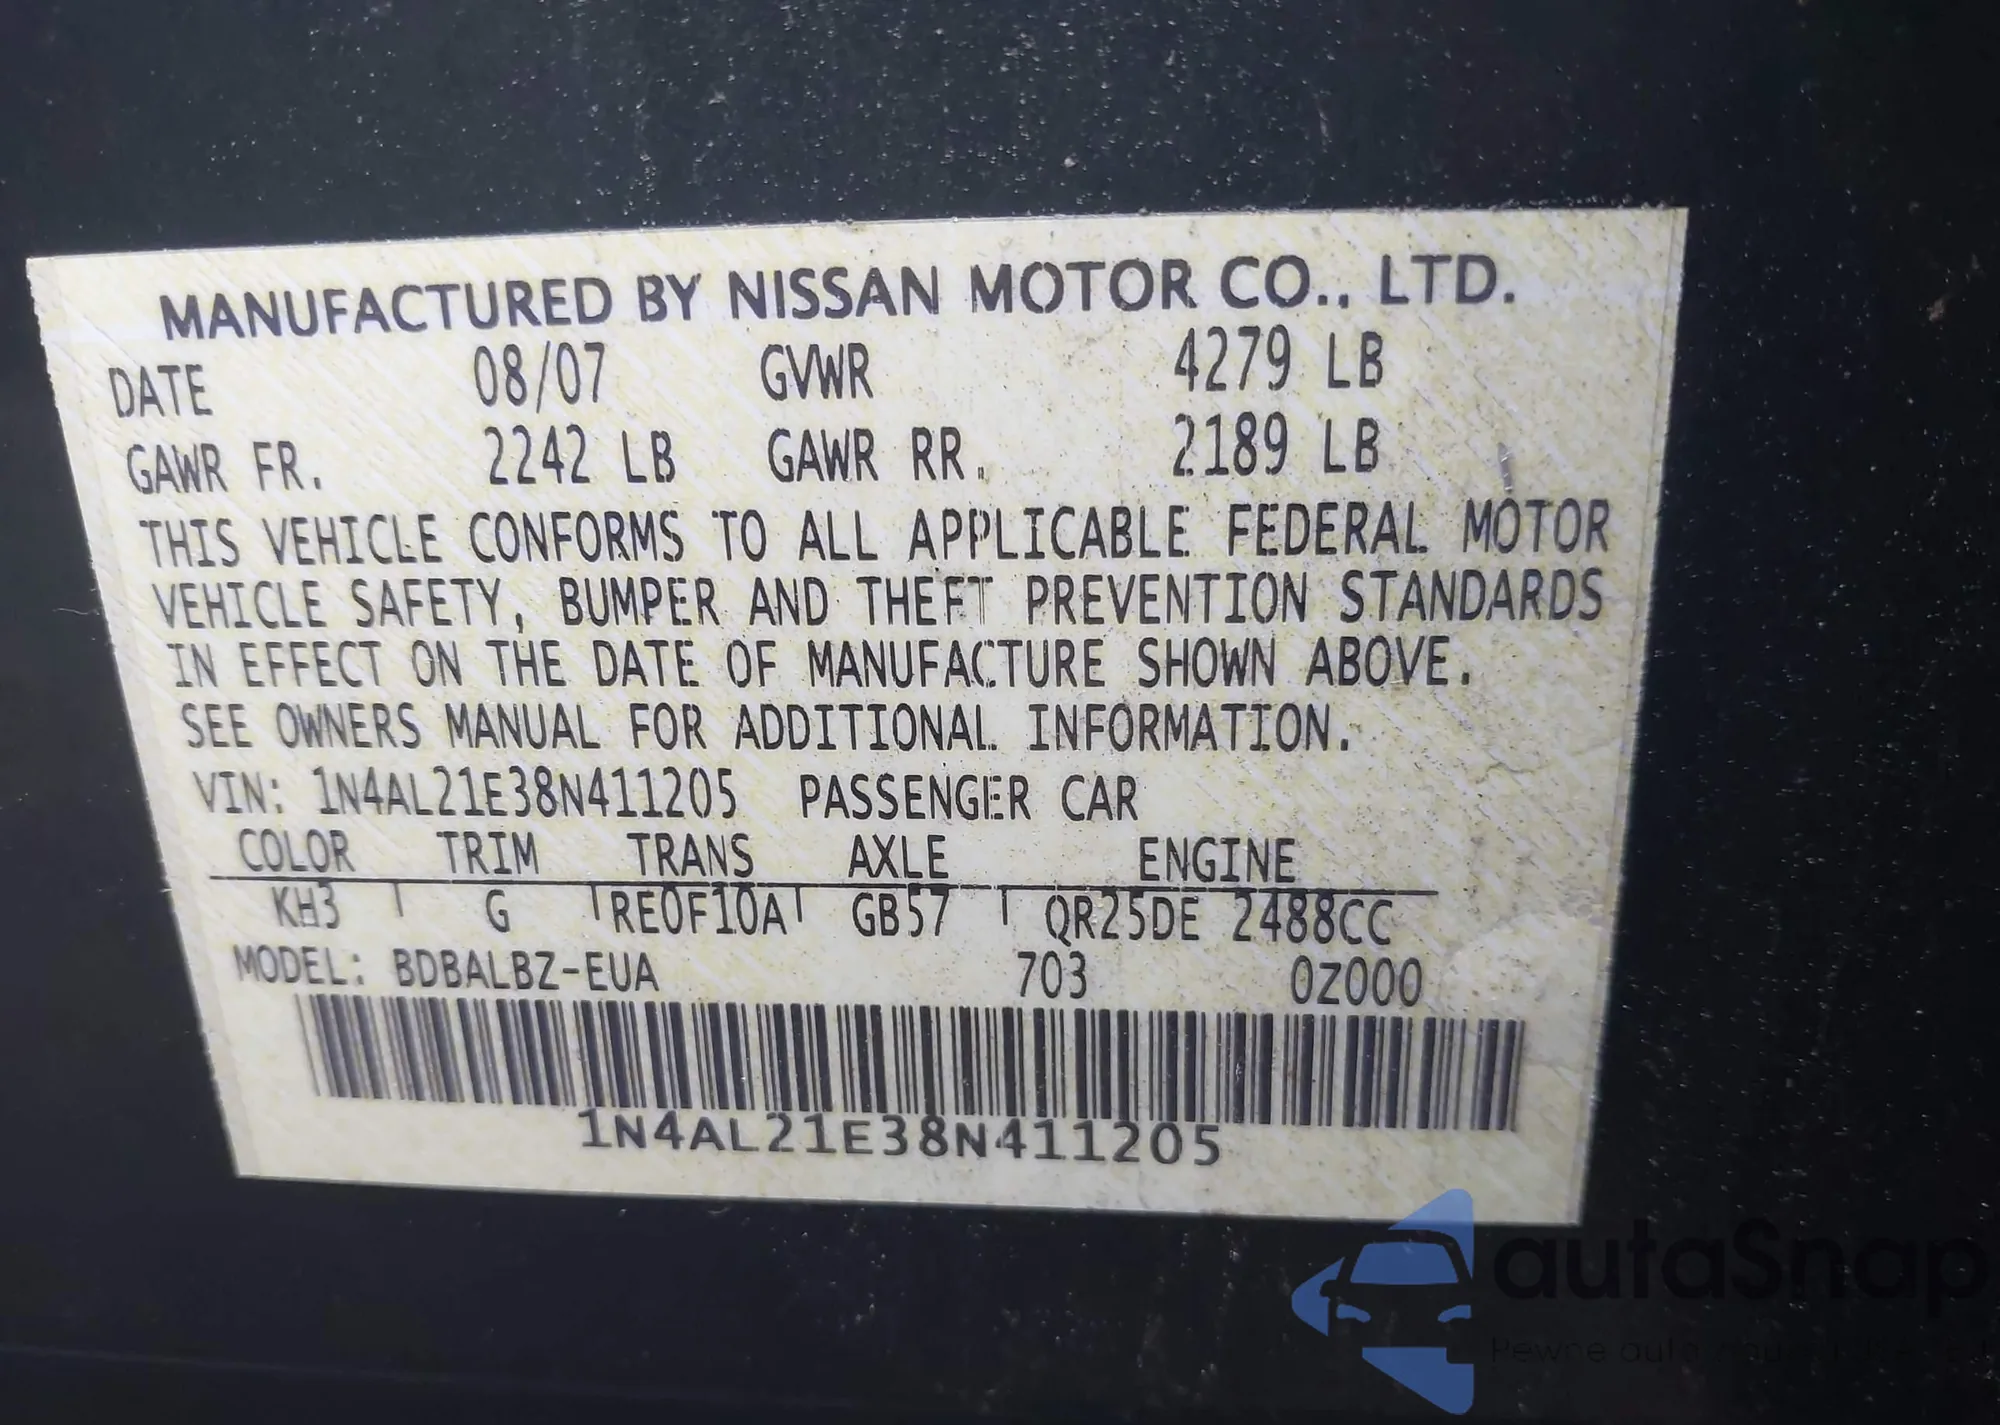 MANUFACTURED BY NISSAN MOTOR CO., LTD.
DATE 08/07 GVWR 4279 LB
GAWR FR. 2242 LB GAWR RR. 2189 LB
THIS VEHICLE CONFORMS TO ALL APPLICABLE FEDERAL MOTOR
VEHICLE SAFETY, BUMPER AND THEFT PREVENTION STANDARDS
IN EFFECT ON THE DATE OF MANUFACTURE SHOWN ABOVE.
SEE OWNERS MANUAL FOR ADDITIONAL INFORMATION.
VIN: 1N4AL21E38N411205 PASSENGER CAR
COLOR TRIM TRANS AXLE ENGINE
KH3 G RE0F10A GB57 QR25DE 2488CC
MODEL: BDBALBZ-EUA 703 0Z000
1N4AL21E38N411205
autaSnap
Pewne auta